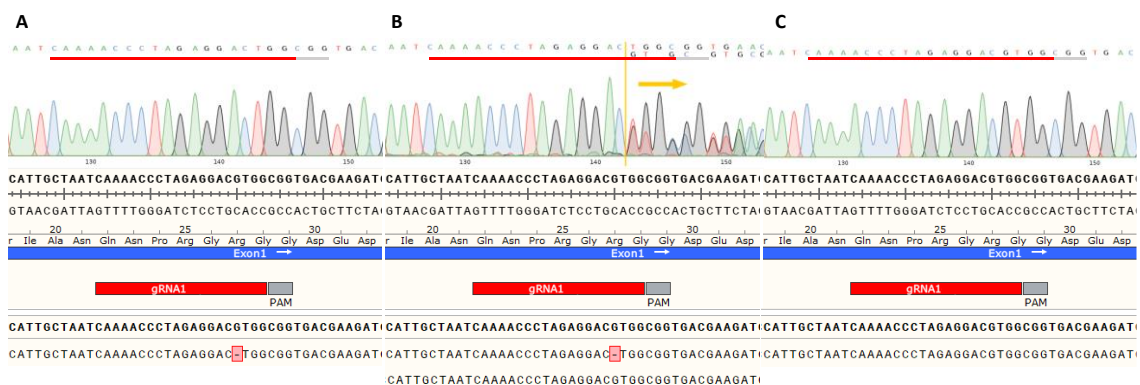 A
A A T C A A A A C C C T A G A G G A C T G G C G G T G A C
130 140 150
CATTGCTAATCAAAACCCTAGAGGACGTGGCGGTGACGAAGAT
GTAACGATTAGTTTTGGGATCTCCTGCACCGCCACTGCTTCTA
20 25 30
r Ile Ala Asn Gln Asn Pro Arg Gly Arg Gly Gly Asp Glu Asp
Exon1
gRNA1
PAM
CATTGCTAATCAAAACCCTAGAGGACGTGGCGGTGACGAAGAT
CATTGCTAATCAAAACCCTAGAGGAC-TGGCGGTGACGAAGAT
B
A A T C A A A A C C C T A G A G G A C T G G C G G T G A A C
G T G C G T G C
130 140 150
CATTGCTAATCAAAACCCTAGAGGACGTGGCGGTGACGAAGAT
GTAACGATTAGTTTTGGGATCTCCTGCACCGCCACTGCTTCTA
20 25 30
r Ile Ala Asn Gln Asn Pro Arg Gly Arg Gly Gly Asp Glu Asp
Exon1
gRNA1
PAM
CATTGCTAATCAAAACCCTAGAGGACGTGGCGGTGACGAAGAT
CATTGCTAATCAAAACCCTAGAGGAC-TGGCGGTGACGAAGAT
CATTGCTAATCAAAACCCTAGAGGACGTGGCGGTGACGAAGAT
C
A A T C A A A A C C C T A G A G G A C G T G G C G G T G A C
130 140 150
CATTGCTAATCAAAACCCTAGAGGACGTGGCGGTGACGAAGAT
GTAACGATTAGTTTTGGGATCTCCTGCACCGCCACTGCTTCTA
20 25 30
r Ile Ala Asn Gln Asn Pro Arg Gly Arg Gly Gly Asp Glu Asp
Exon1
gRNA1
PAM
CATTGCTAATCAAAACCCTAGAGGACGTGGCGGTGACGAAGAT
CATTGCTAATCAAAACCCTAGAGGACGTGGCGGTGACGAAGAT